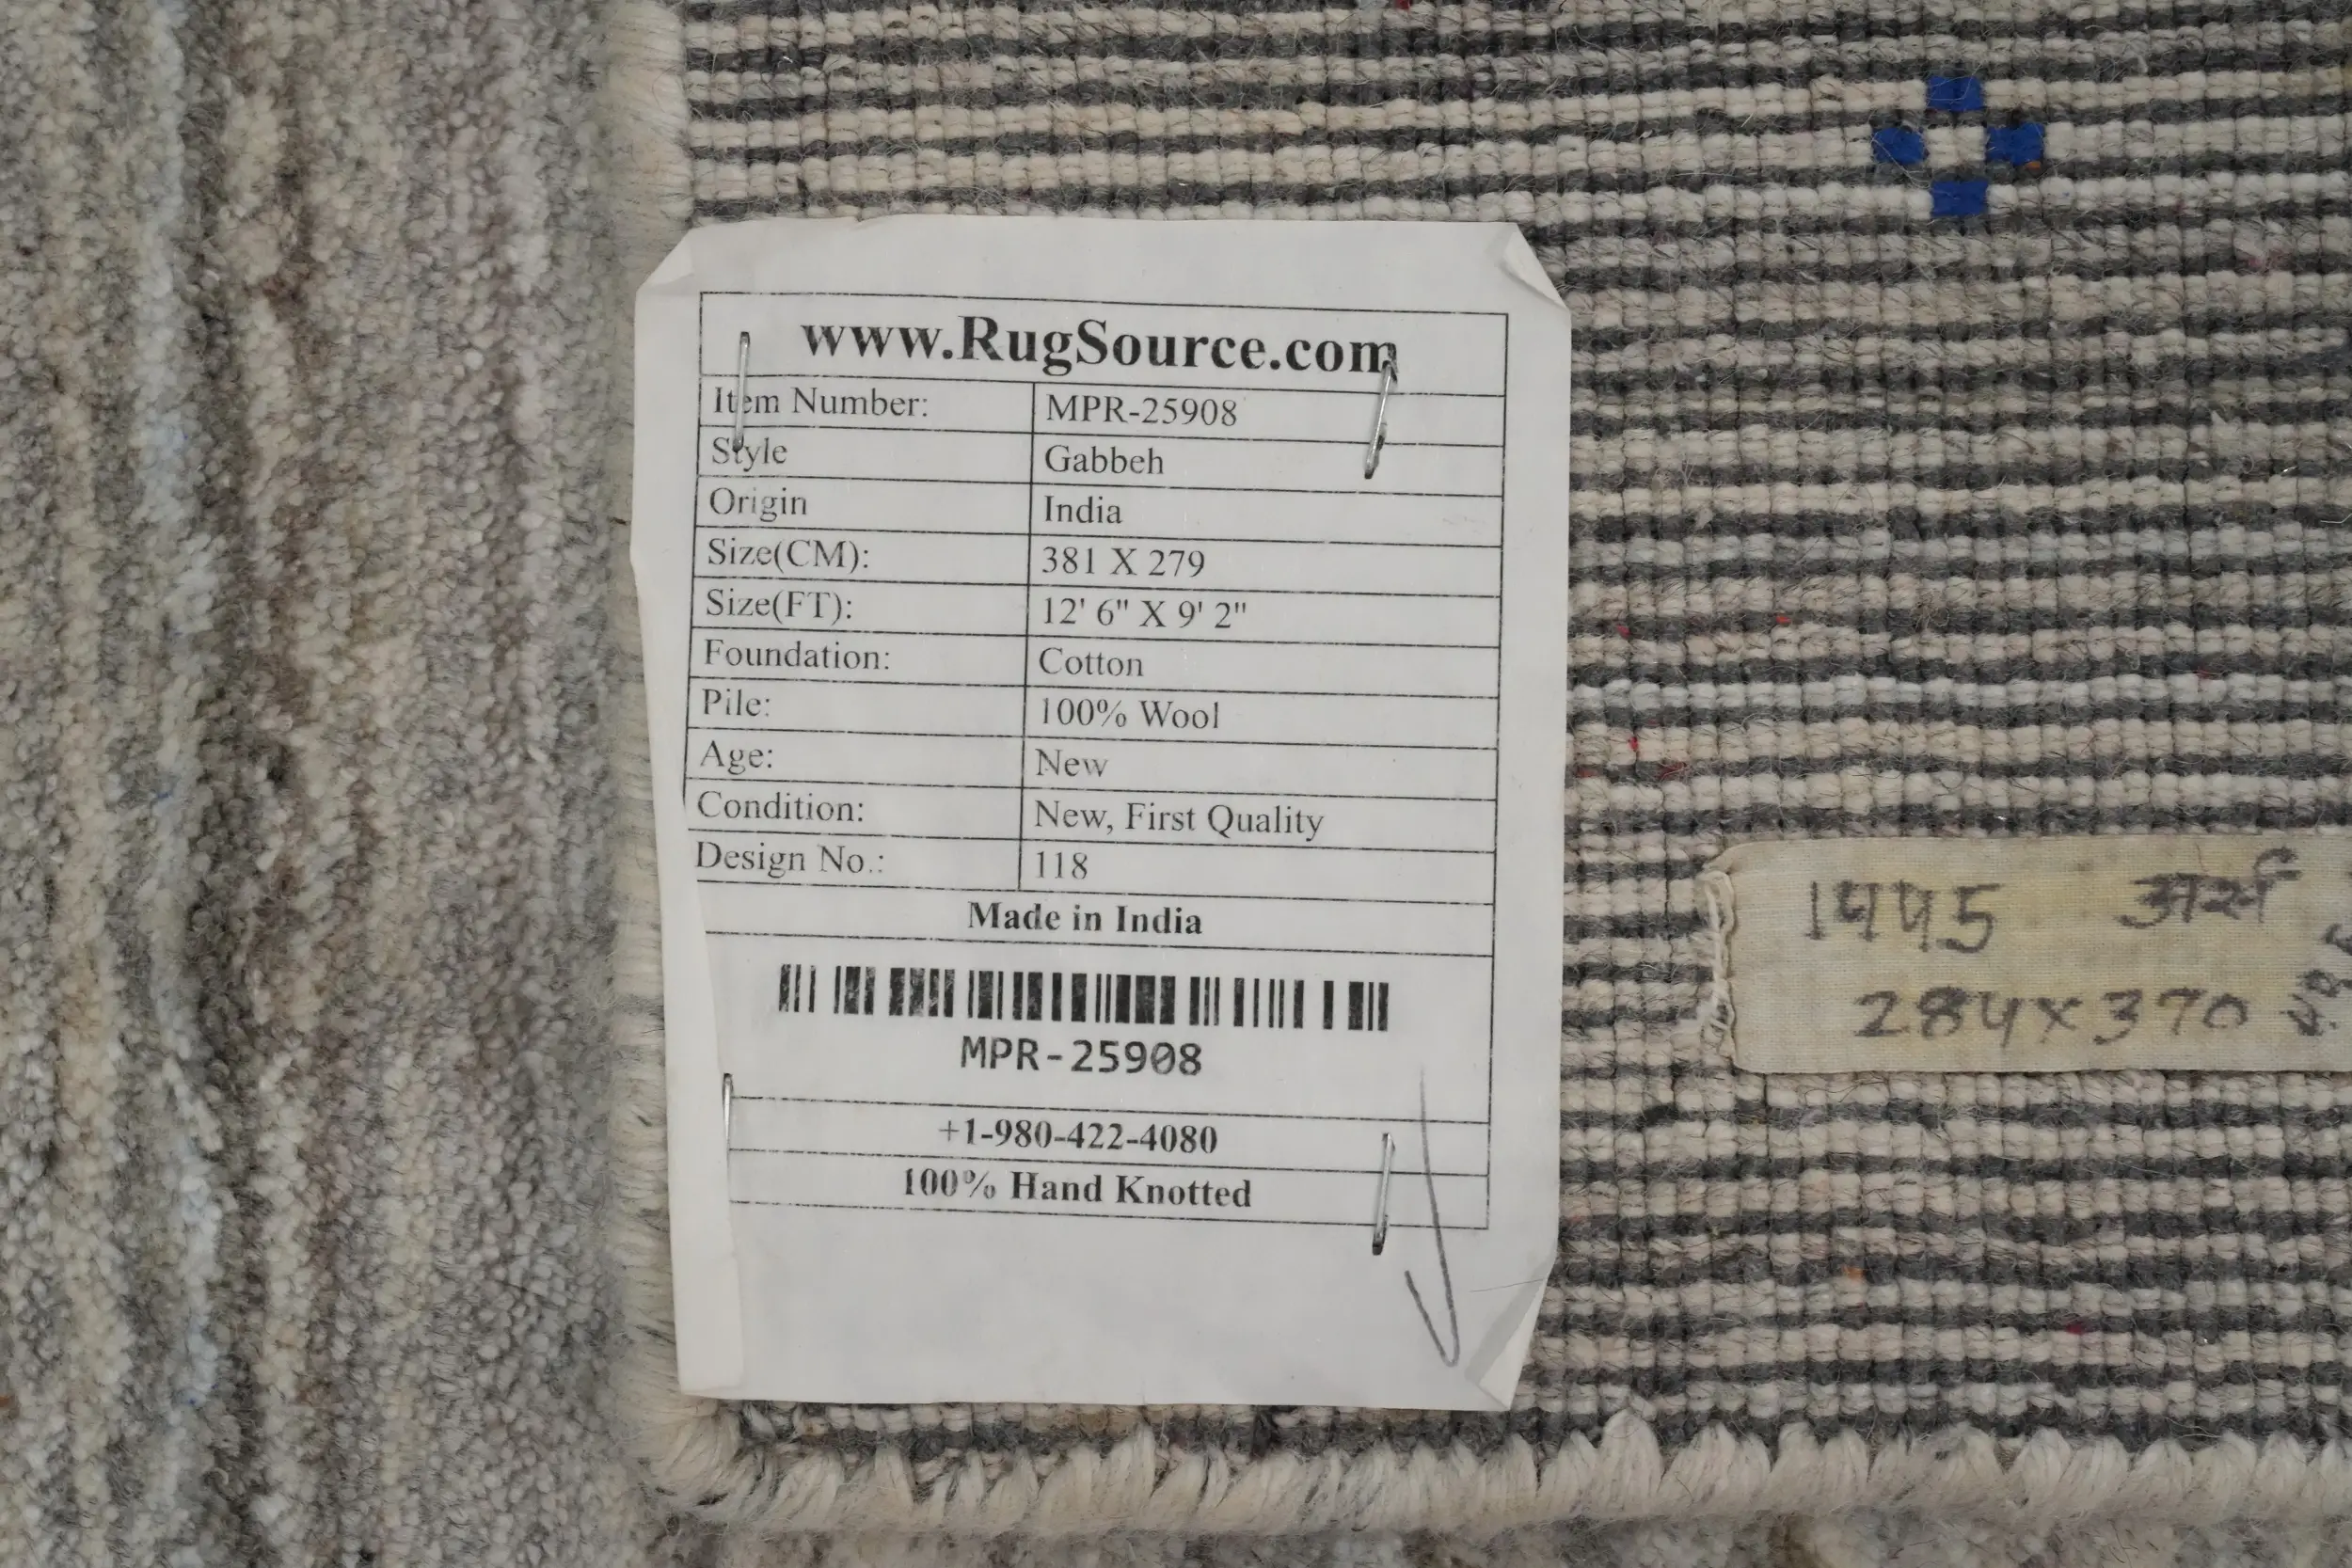 www.RugSource.com
Item Number: MPR-25908
Style Gabbeh
Origin India
Size(CM): 381 X 279
Size(FT): 12' 6" X 9' 2"
Foundation: Cotton
Pile: 100% Wool
Age: New
Condition: New, First Quality
Design No.: 118
Made in India
MPR-25908
+1-980-422-4080
100% Hand Knotted
284x370